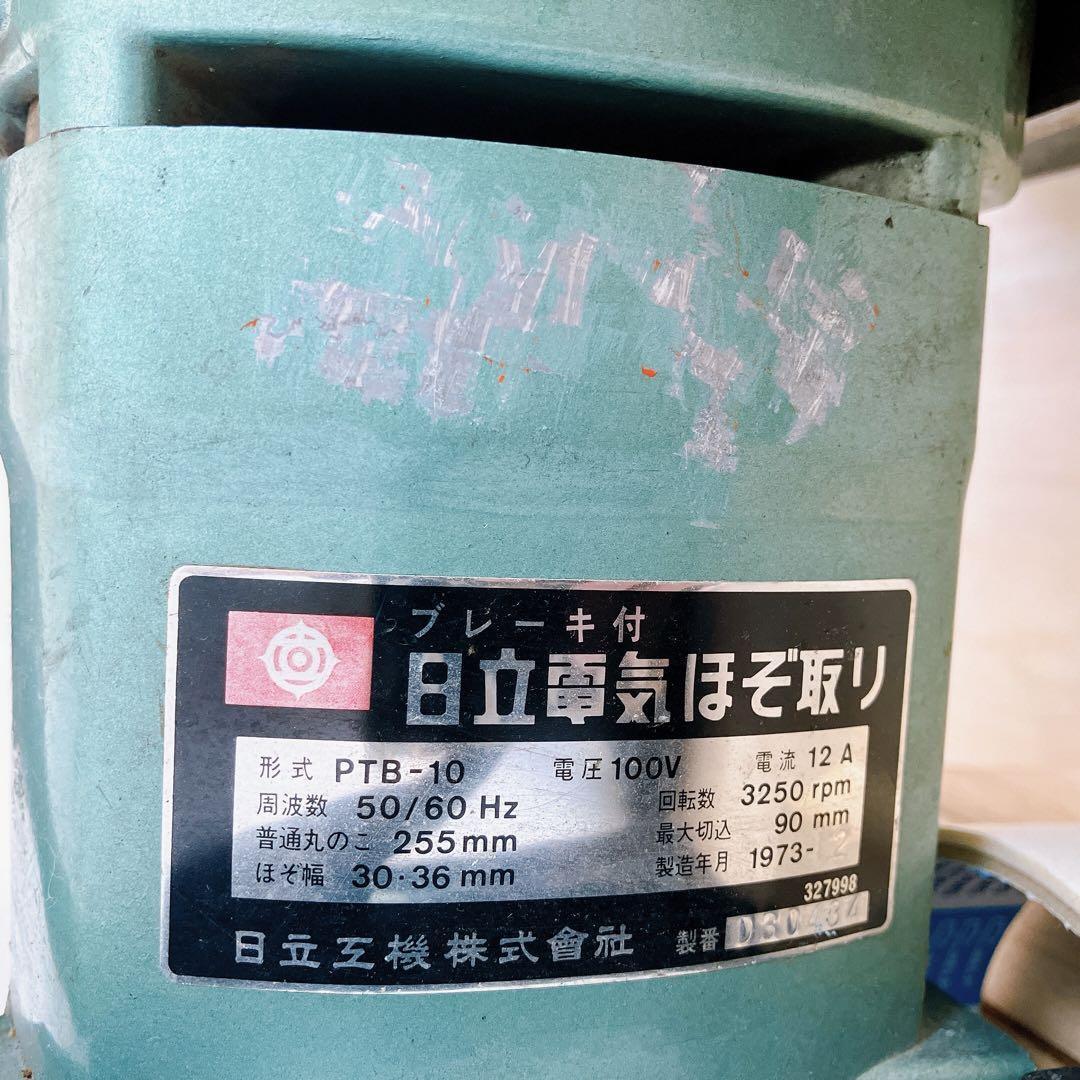 ブレーキ付
日立電気ほぞ取り
形式 PTB-10 電圧 100V 電流 12 A
周波数 50/60 Hz 回転数 3250 rpm
普通丸のこ 255mm 最大切込 90 mm
ほぞ幅 30・36 mm 製造年月 1973- 2
327998
日立工機株式會社 製番 D30434